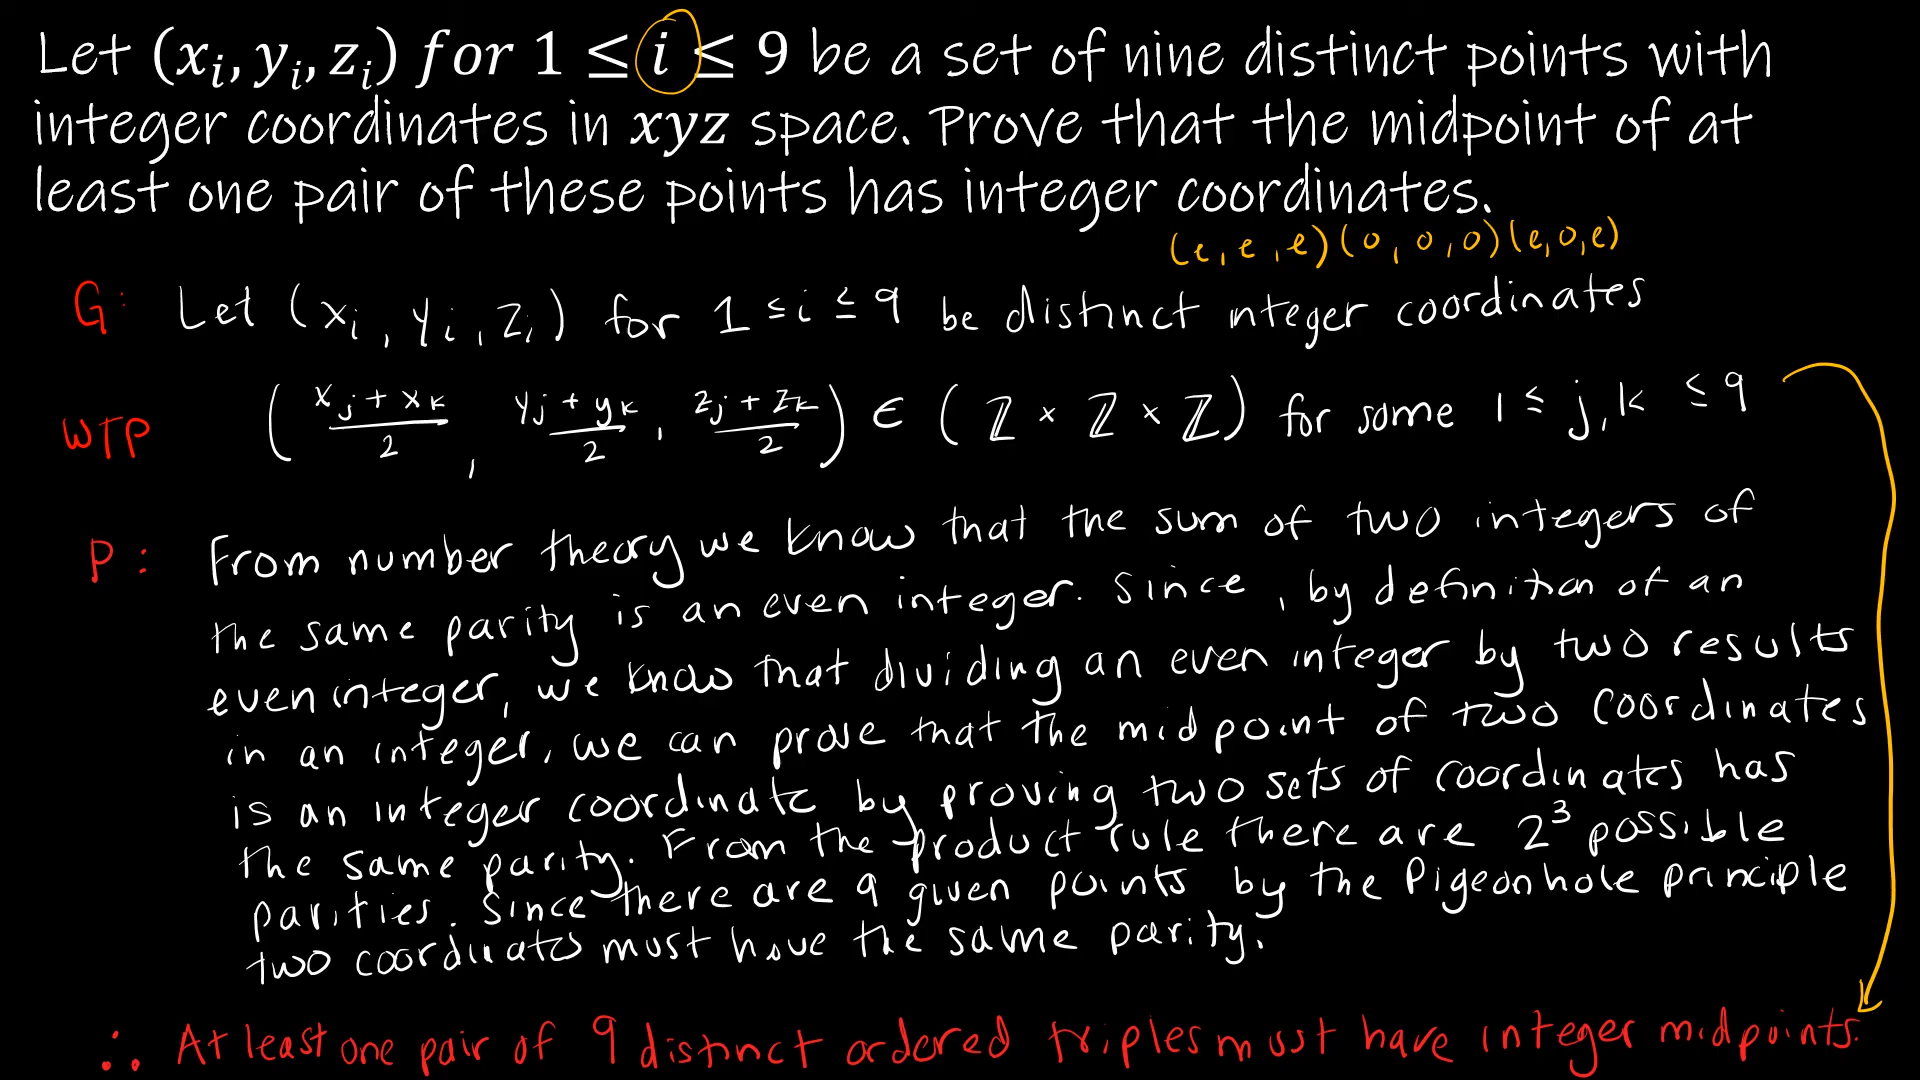 Let (xᵢ, yᵢ, zᵢ) for 1 ≤ i ≤ 9 be a set of nine distinct points with
integer coordinates in xyz space. Prove that the midpoint of at
least one pair of these points has integer coordinates.
(e, e, e) (o, o, o) (e, o, e)
G: Let (xᵢ, yᵢ, zᵢ) for 1 ≤ i ≤ 9 be distinct integer coordinates
WTP ((xⱼ + xₖ)/2, (yⱼ + yₖ)/2, (zⱼ + zₖ)/2) ∈ (ℤ × ℤ × ℤ) for some 1 ≤ j, k ≤ 9
P: From number theory we know that the sum of two integers of
the same parity is an even integer. Since, by definition of an
even integer, we know that dividing an even integer by two results
in an integer, we can prove that the midpoint of two coordinates
is an integer coordinate by proving two sets of coordinates has
the same parity. From the product rule there are 2³ possible
parities. Since there are 9 given points by the Pigeonhole principle
two coordinates must have the same parity.
∴ At least one pair of 9 distinct ordered triples must have integer midpoints.